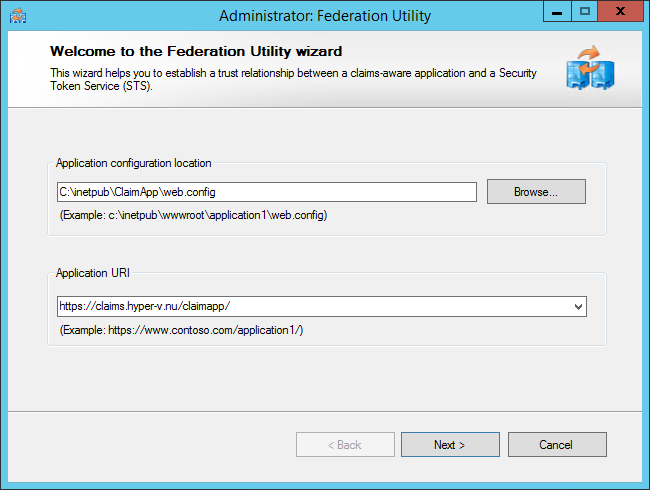 Administrator: Federation Utility
Welcome to the Federation Utility wizard
This wizard helps you to establish a trust relationship between a claims-aware application and a Security
Token Service (STS).
Application configuration location
C:\inetpub\ClaimApp\web.config
Browse...
(Example: c:\inetpub\wwwroot\application1\web.config)
Application URI
https://claims.hyper-v.nu/claimapp/
(Example: https://www.contoso.com/application1/)
< Back
Next >
Cancel